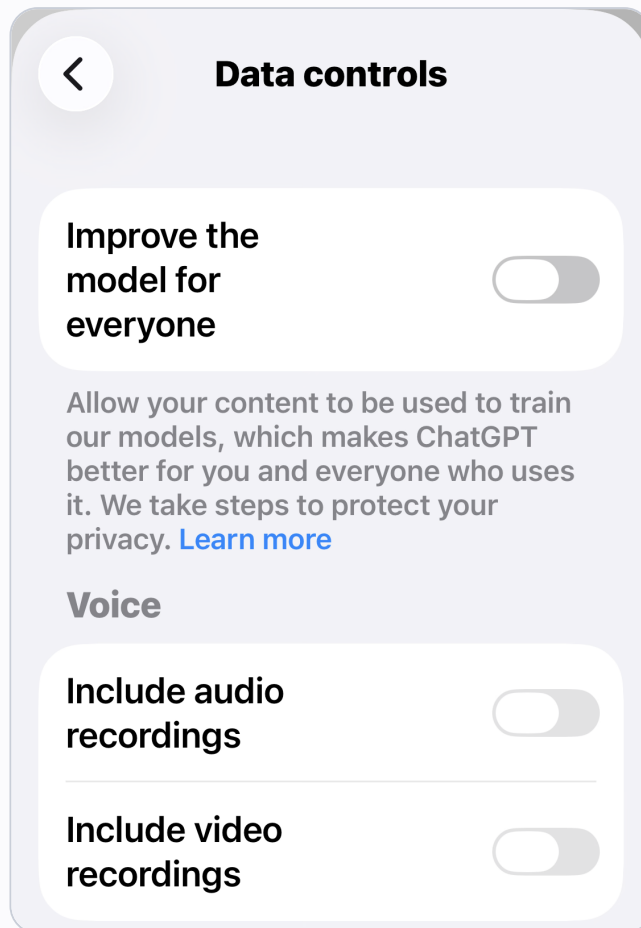 Data controls
Improve the
model for
everyone
Allow your content to be used to train
our models, which makes ChatGPT
better for you and everyone who uses
it. We take steps to protect your
privacy. Learn more
Voice
Include audio
recordings
Include video
recordings